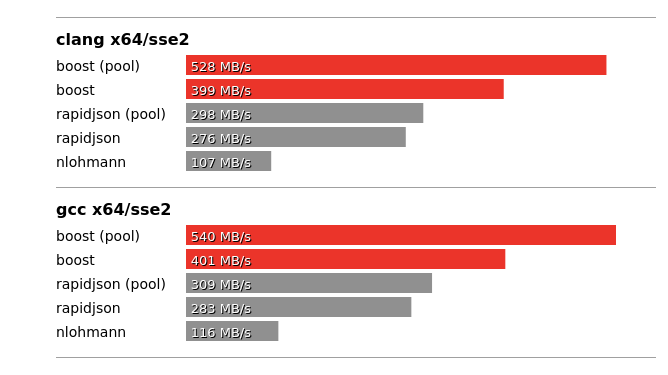 clang x64/sse2
boost (pool) 528 MB/s
boost 399 MB/s
rapidjson (pool) 298 MB/s
rapidjson 276 MB/s
nlohmann 107 MB/s
gcc x64/sse2
boost (pool) 540 MB/s
boost 401 MB/s
rapidjson (pool) 309 MB/s
rapidjson 283 MB/s
nlohmann 116 MB/s